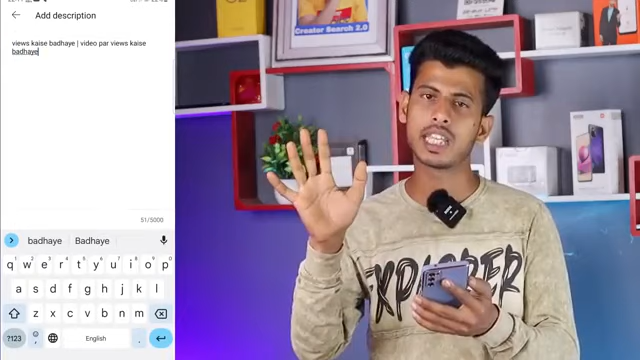 Add description
views kaise badhaye | video par views kaise
badhaye
51/5000
badhaye Badhaye
q w e r t y u i o p
a s d f g h j k l
z x c v b n m
?123 English .
Creator Search 2.0
EXPLORER